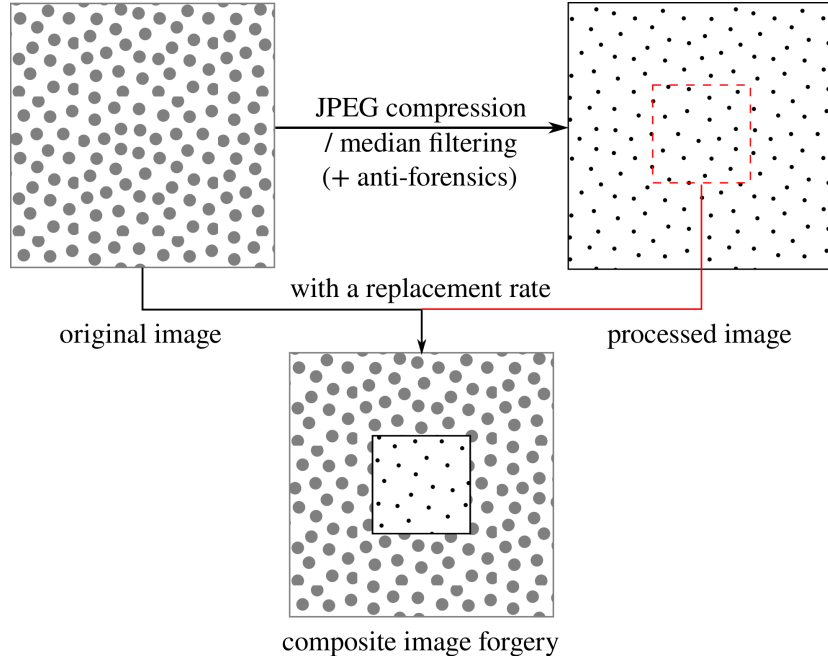 JPEG compression
/ median filtering
(+ anti-forensics)
with a replacement rate
original image
processed image
composite image forgery